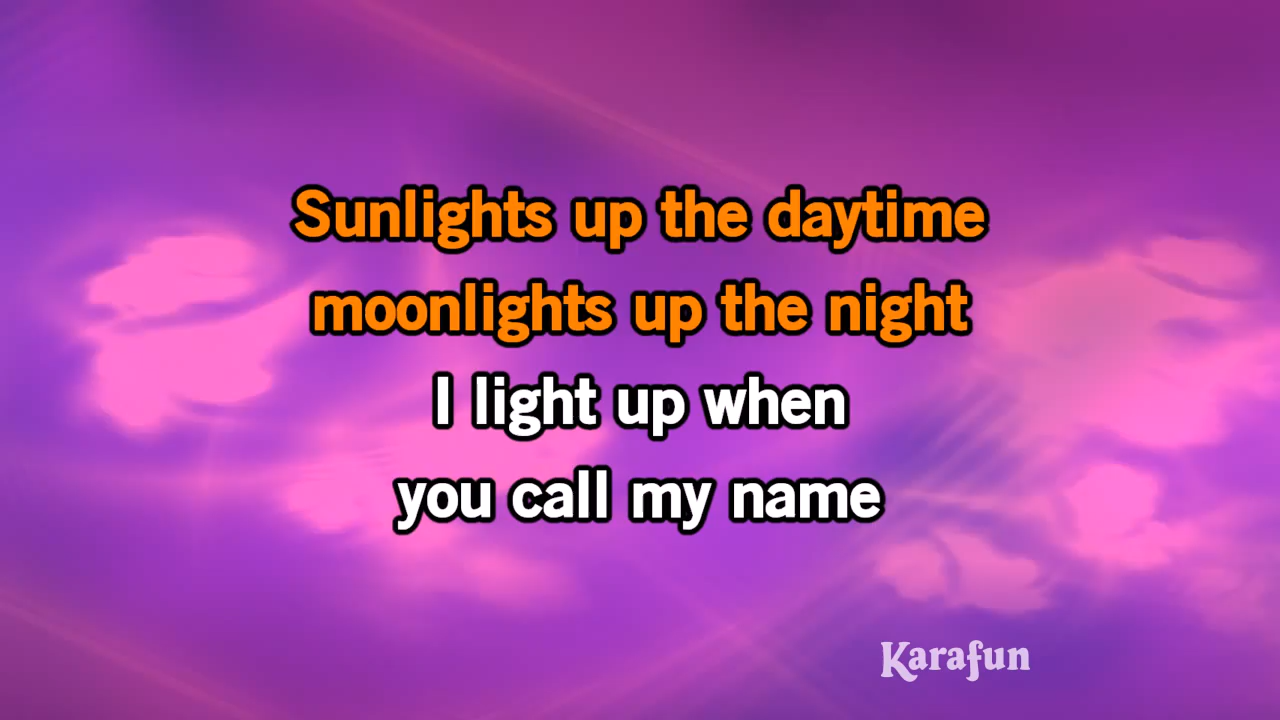 Sunlights up the daytime
moonlights up the night
I light up when
you call my name
Karafun